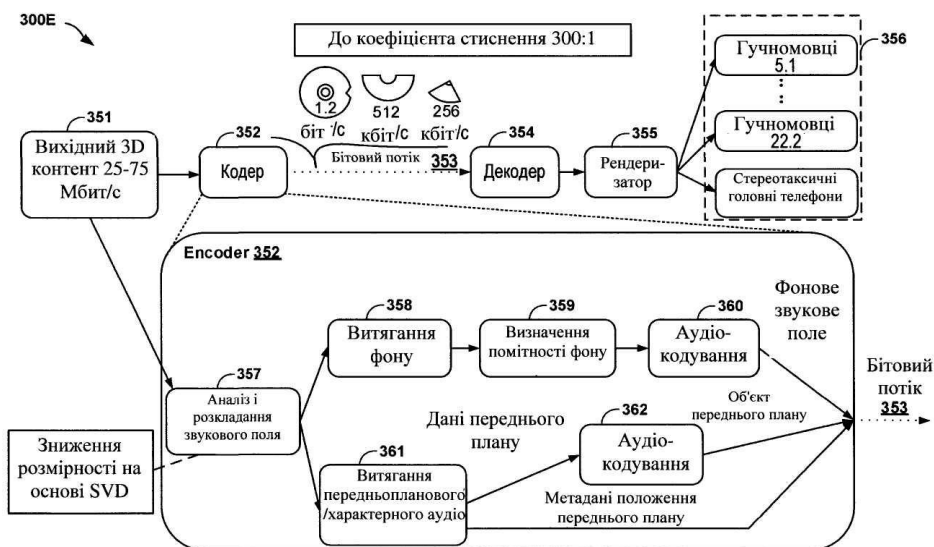 300E
До коефіцієнта стиснення 300:1
356
Гучномовці
5.1
Гучномовці
22.2
Стереотаксичні
головні телефони
351
Вихідний 3D
контент 25-75
Мбит/с
352
Кодер
1.2
біт /с
512
кбіт/с
256
кбіт/с
Бітовий потік
353
354
Декодер
355
Рендери-
затор
Encoder 352
358
Витягання
фону
359
Визначення
помітності фону
360
Аудіо-
кодування
Фонове
звукове
поле
Бітовий
потік
353
357
Аналіз і
розкладання
звукового поля
Зниження
розмірності на
основі SVD
Дані переднього
плану
362
Аудіо-
кодування
Об'єкт
переднього плану
361
Витягання
передньопланового
/характерного аудіо
Метадані положення
переднього плану